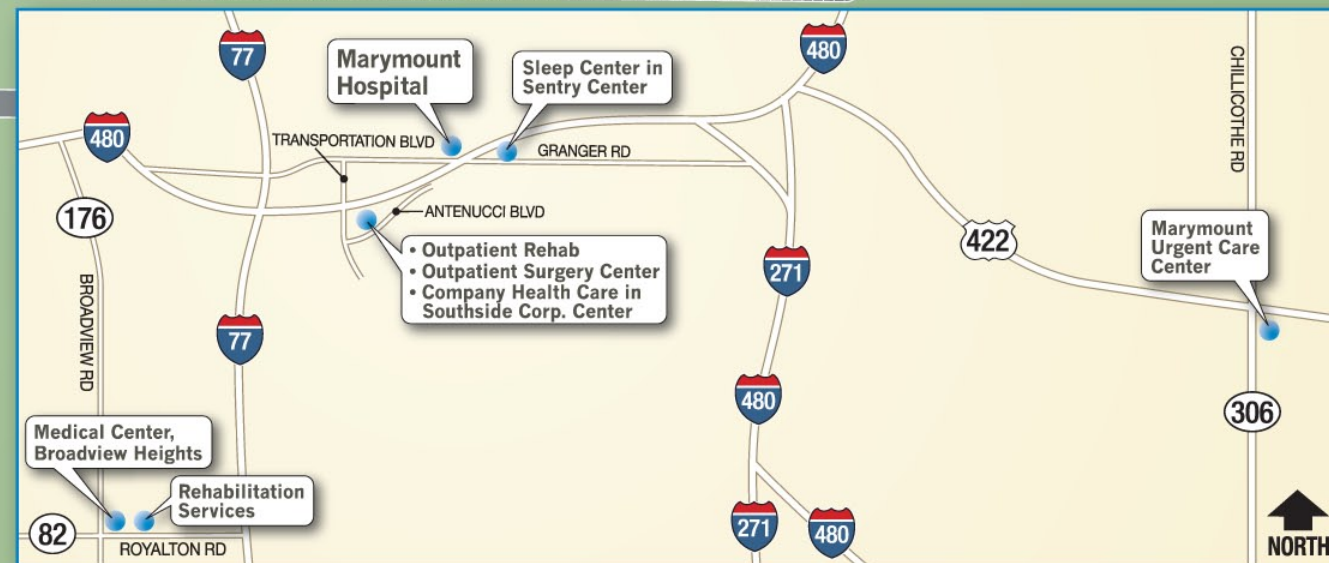 77
480
Marymount
Hospital
Sleep Center in
Sentry Center
480
TRANSPORTATION BLVD
GRANGER RD
CHILLICOTHE RD
176
ANTENUCCI BLVD
• Outpatient Rehab
• Outpatient Surgery Center
• Company Health Care in
Southside Corp. Center
422
Marymount
Urgent Care
Center
271
BROADVIEW RD
77
480
306
Medical Center,
Broadview Heights
Rehabilitation
Services
82
ROYALTON RD
271
480
NORTH